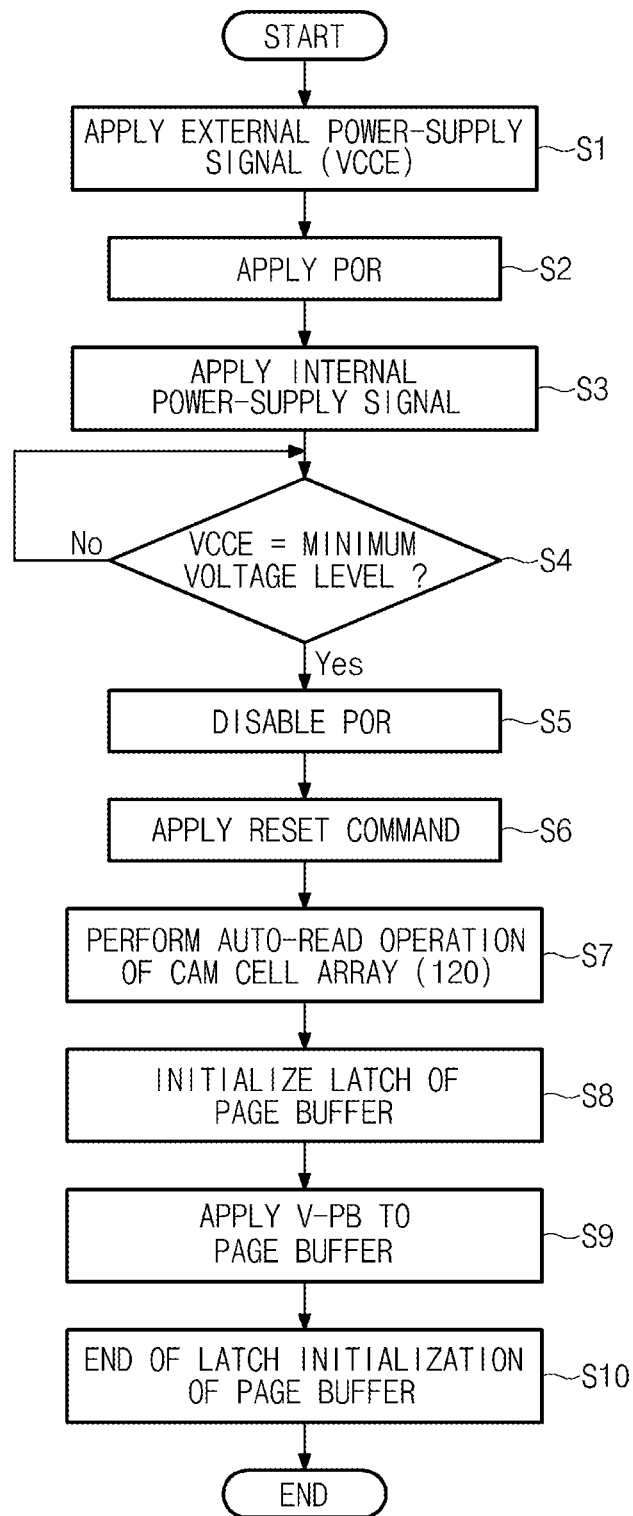 START
APPLY EXTERNAL POWER-SUPPLY
SIGNAL (VCCE)
S1
APPLY POR
S2
APPLY INTERNAL
POWER-SUPPLY SIGNAL
S3
No
VCCE = MINIMUM
VOLTAGE LEVEL ?
S4
Yes
DISABLE POR
S5
APPLY RESET COMMAND
S6
PERFORM AUTO-READ OPERATION
OF CAM CELL ARRAY (120)
S7
INITIALIZE LATCH OF
PAGE BUFFER
S8
APPLY V-PB TO
PAGE BUFFER
S9
END OF LATCH INITIALIZATION
OF PAGE BUFFER
S10
END